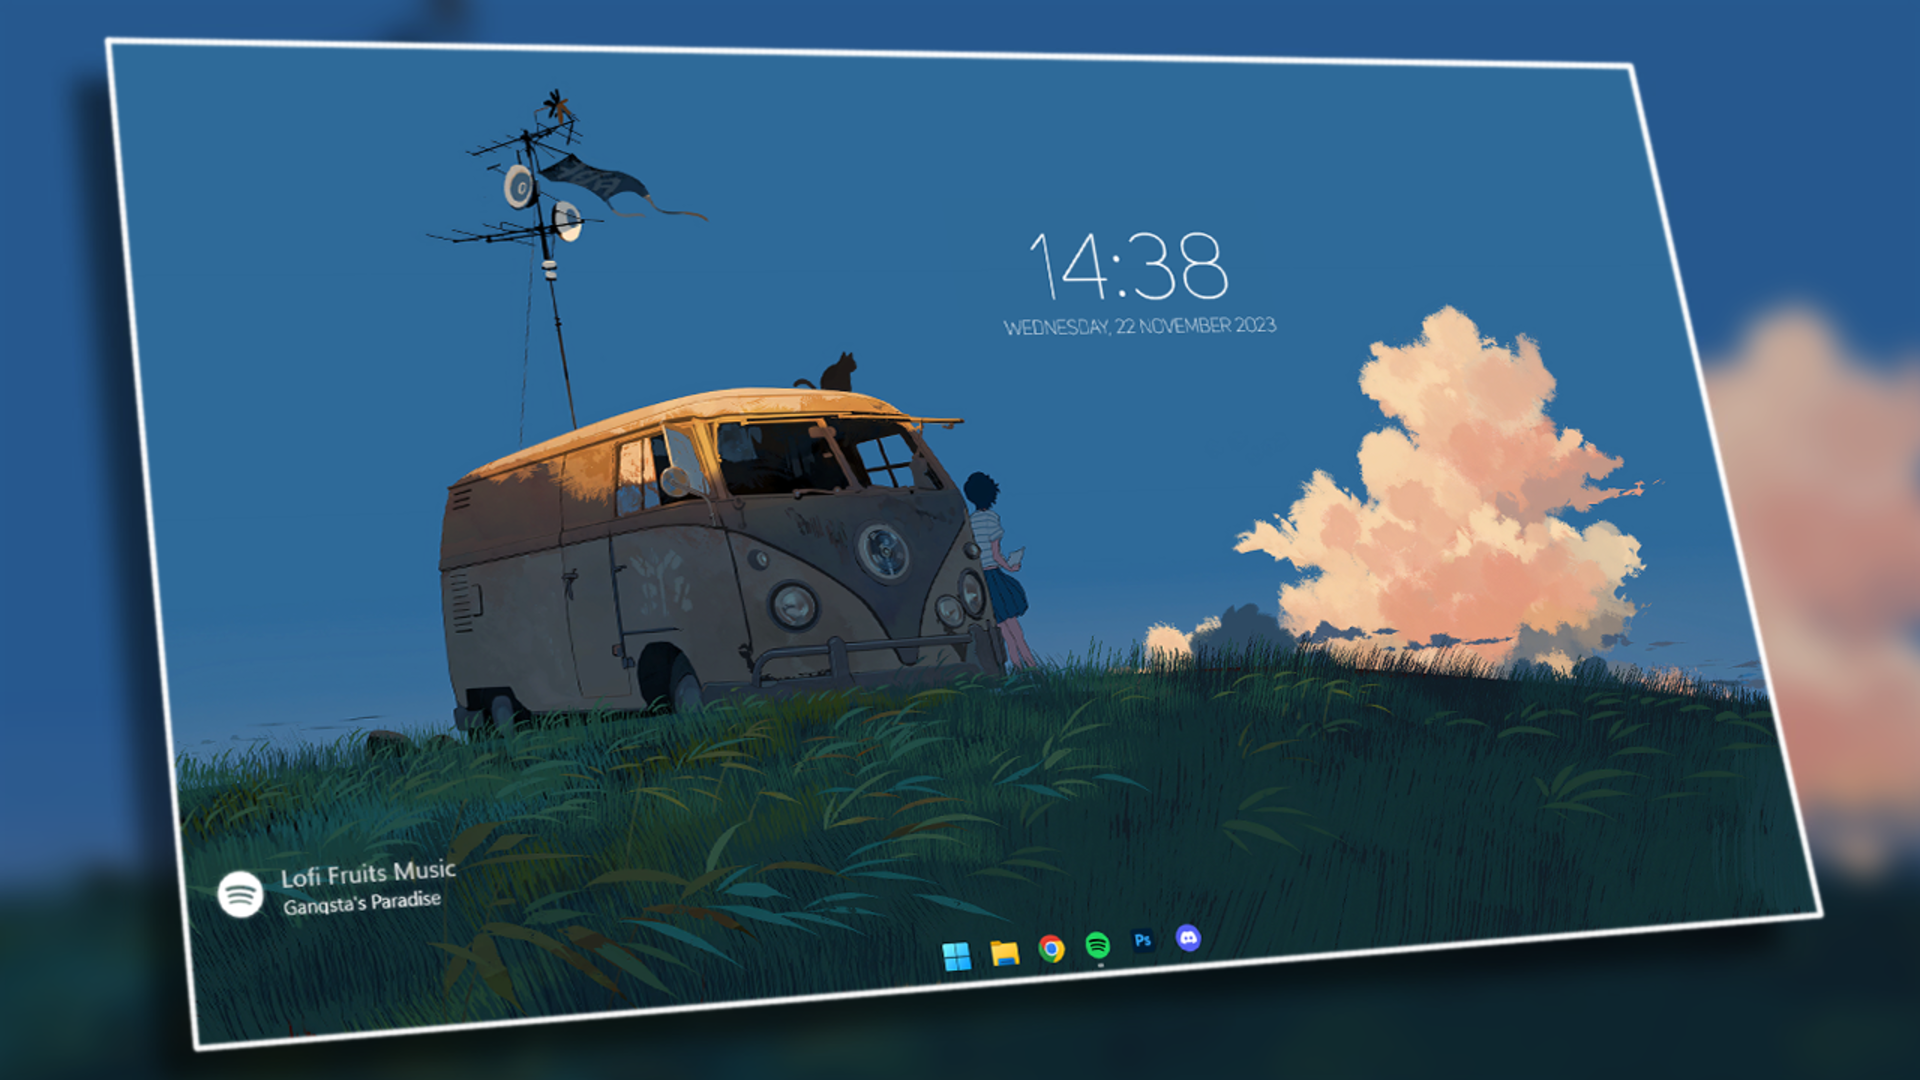 14:38
WEDNESDAY, 22 NOVEMBER 2023
Lofi Fruits Music
Gangsta's Paradise
Ps